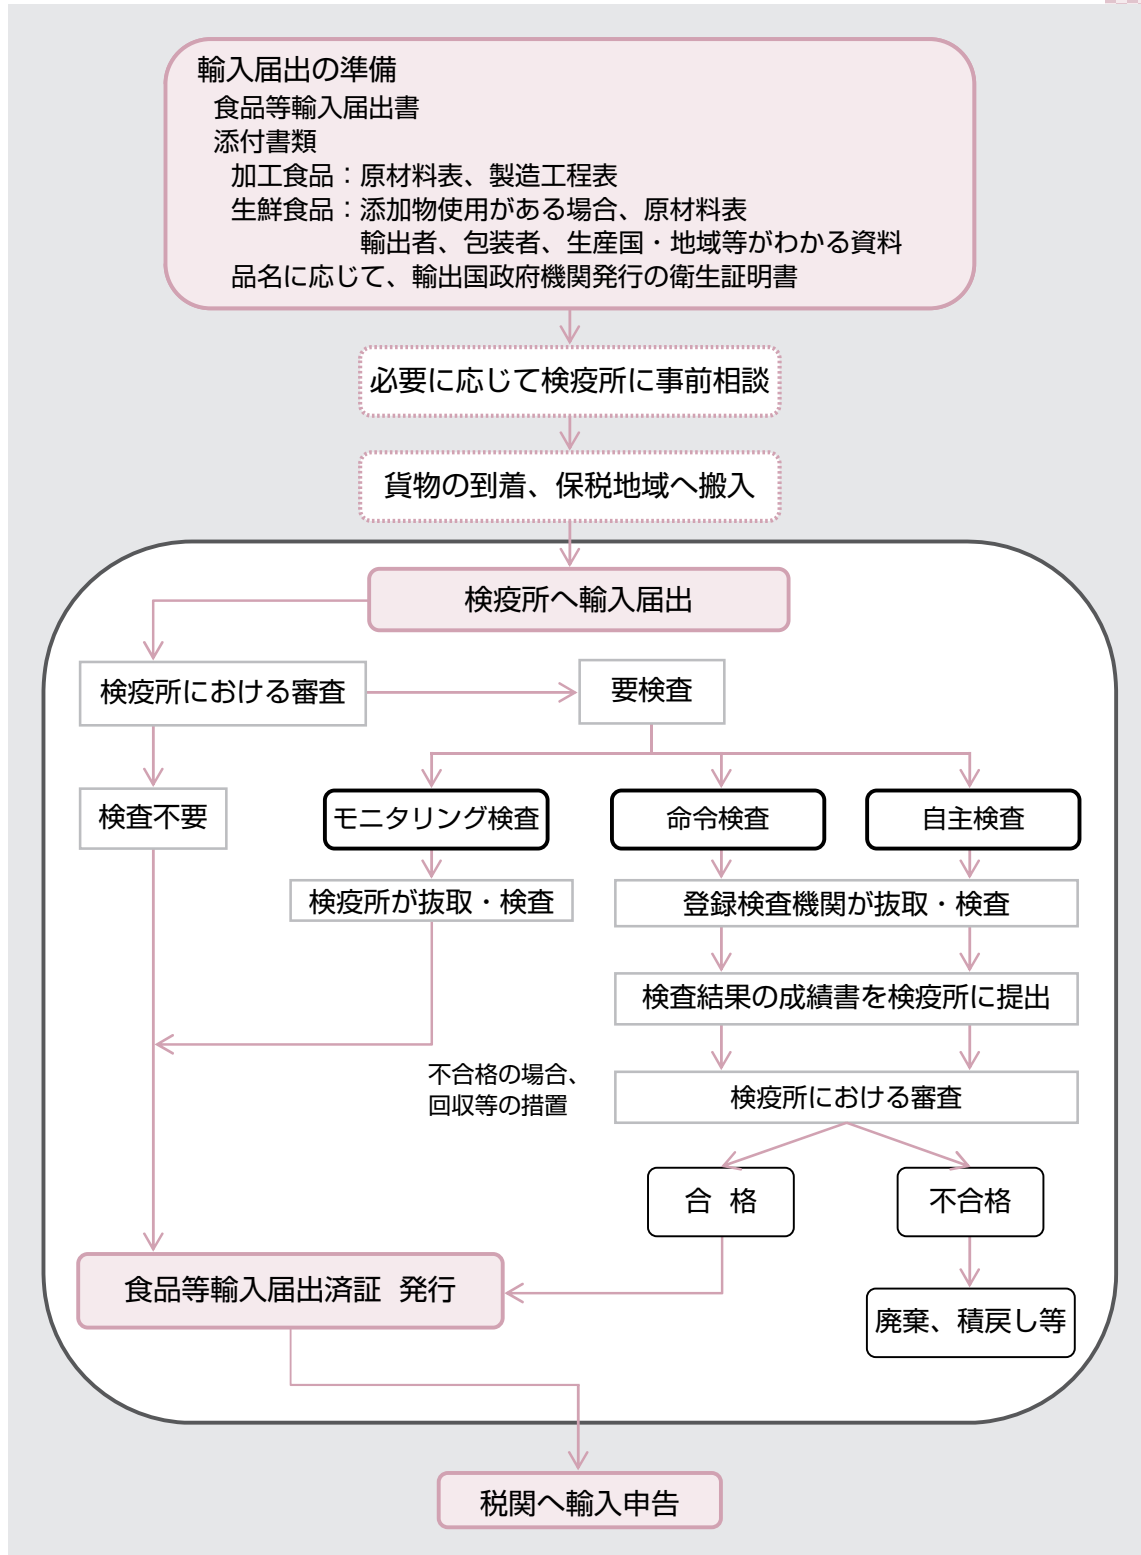 輸入届出の準備
食品等輸入届出書
添付書類
加工食品：原材料表、製造工程表
生鮮食品：添加物使用がある場合、原材料表
輸出者、包装者、生産国・地域等がわかる資料
品名に応じて、輸出国政府機関発行の衛生証明書
必要に応じて検疫所に事前相談
貨物の到着、保税地域へ搬入
検疫所へ輸入届出
検疫所における審査
要検査
検査不要
モニタリング検査
命令検査
自主検査
検疫所が抜取・検査
登録検査機関が抜取・検査
検査結果の成績書を検疫所に提出
不合格の場合、
回収等の措置
検疫所における審査
合 格
不合格
食品等輸入届出済証 発行
廃棄、積戻し等
税関へ輸入申告